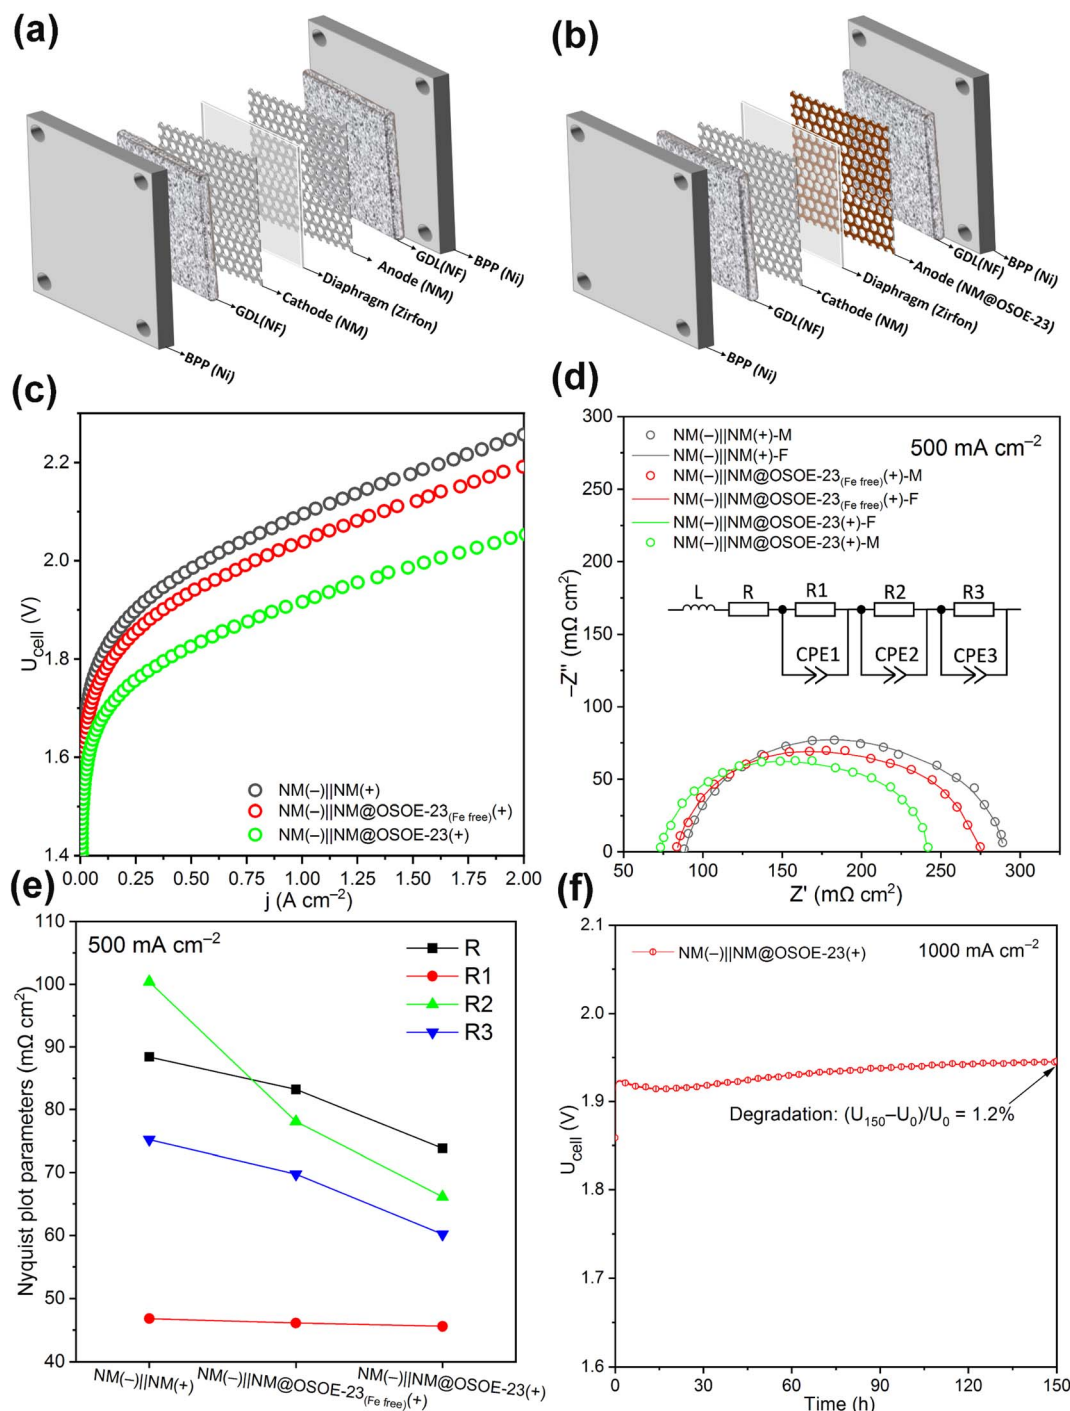 (a)
BPP (Ni)
GDL(NF)
Cathode (NM)
Diaphragm (Zirfon)
Anode (NM)
GDL(NF)
BPP (Ni)
(b)
BPP (Ni)
GDL(NF)
Cathode (NM)
Diaphragm (Zirfon)
Anode (NM@OSOE-23)
GDL(NF)
BPP (Ni)
(c)
2.2
2.0
1.8
1.6
1.4
U_cell (V)
NM(–)||NM(+)
NM(–)||NM@OSOE-23(Fe free)(+)
NM(–)||NM@OSOE-23(+)
0.00 0.25 0.50 0.75 1.00 1.25 1.50 1.75 2.00
j (A cm–2)
(d)
300
250
200
150
100
50
0
–Z'' (mΩ cm2)
NM(–)||NM(+)-M
NM(–)||NM(+)-F
NM(–)||NM@OSOE-23(Fe free)(+)-M
NM(–)||NM@OSOE-23(Fe free)(+)-F
NM(–)||NM@OSOE-23(+)-F
NM(–)||NM@OSOE-23(+)-M
500 mA cm–2
L R R1 R2 R3
CPE1 CPE2 CPE3
50 100 150 200 250 300
Z' (mΩ cm2)
(e)
110
100
90
80
70
60
50
40
Nyquist plot parameters (mΩ cm2)
500 mA cm–2
R
R1
R2
R3
NM(–)||NM(+)
NM(–)||NM@OSOE-23(Fe free)(+)
NM(–)||NM@OSOE-23(+)
(f)
2.1
2.0
1.9
1.8
1.7
1.6
U_cell (V)
NM(–)||NM@OSOE-23(+)
1000 mA cm–2
Degradation: (U150–U0)/U0 = 1.2%
0 30 60 90 120 150
Time (h)